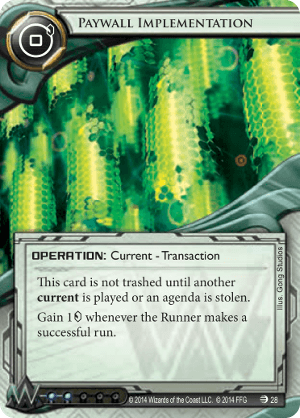 PAYWALL IMPLEMENTATION
0
OPERATION: Current - Transaction
This card is not trashed until another
current is played or an agenda is stolen.
Gain 1 whenever the Runner makes a
successful run.
Illus. Gong Studios
© 2014 Wizards of the Coast LLC. © 2014 FFG 28